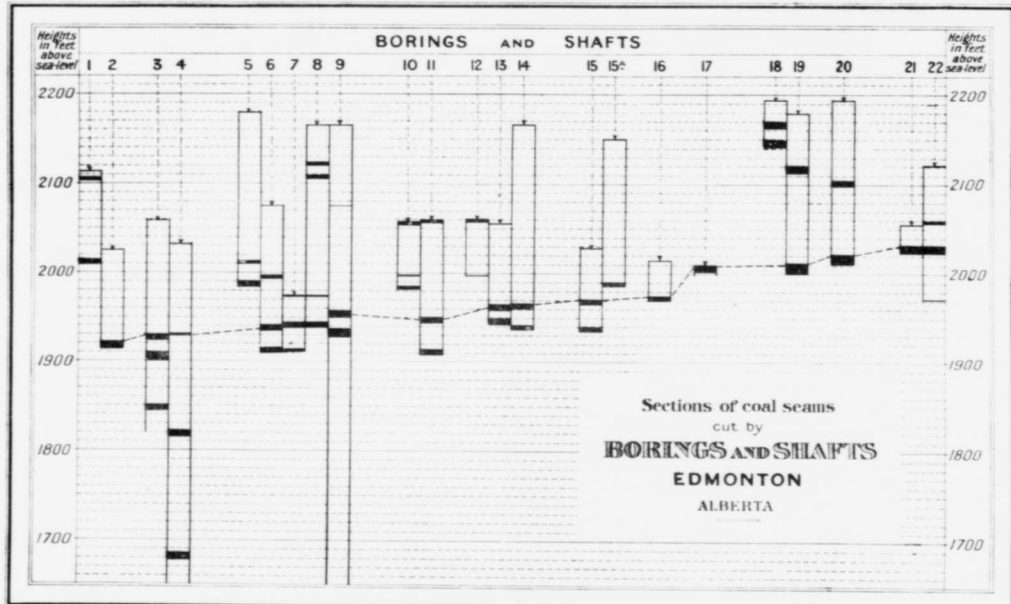 BORINGS AND SHAFTS
Heights
in feet
above
sea-level
1 2 3 4 5 6 7 8 9 10 11 12 13 14 15 15ᴬ 16 17 18 19 20 21 22
Heights
in feet
above
sea-level
2200 2200
2100 2100
2000 2000
1900 1900
1800 1800
1700 1700
Sections of coal seams
cut by
BORINGS AND SHAFTS
EDMONTON
ALBERTA